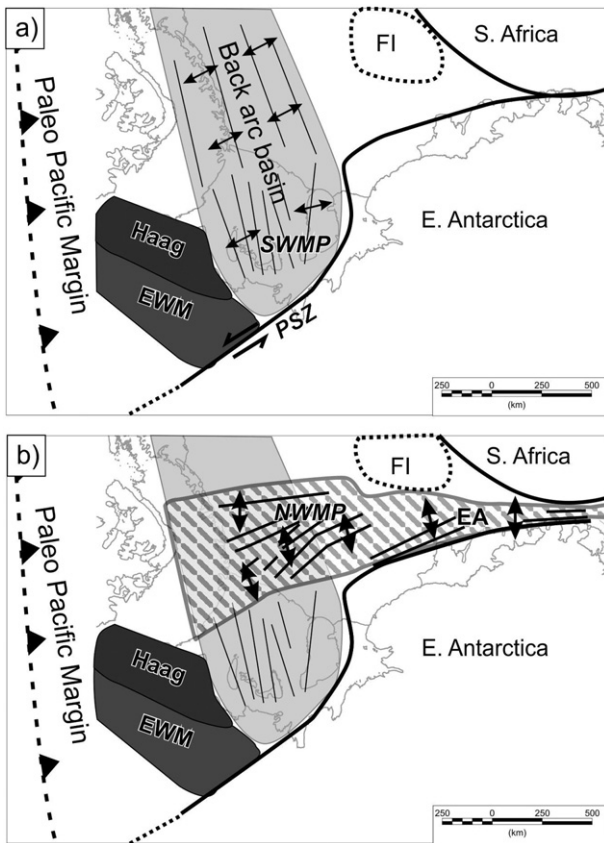 a)
FI
S. Africa
Paleo Pacific Margin
Back arc basin
E. Antarctica
Haag
SWMP
EWM
PSZ
250 0 250 500
(km)
b)
FI
S. Africa
Paleo Pacific Margin
NWMP
EA
E. Antarctica
Haag
EWM
250 0 250 500
(km)